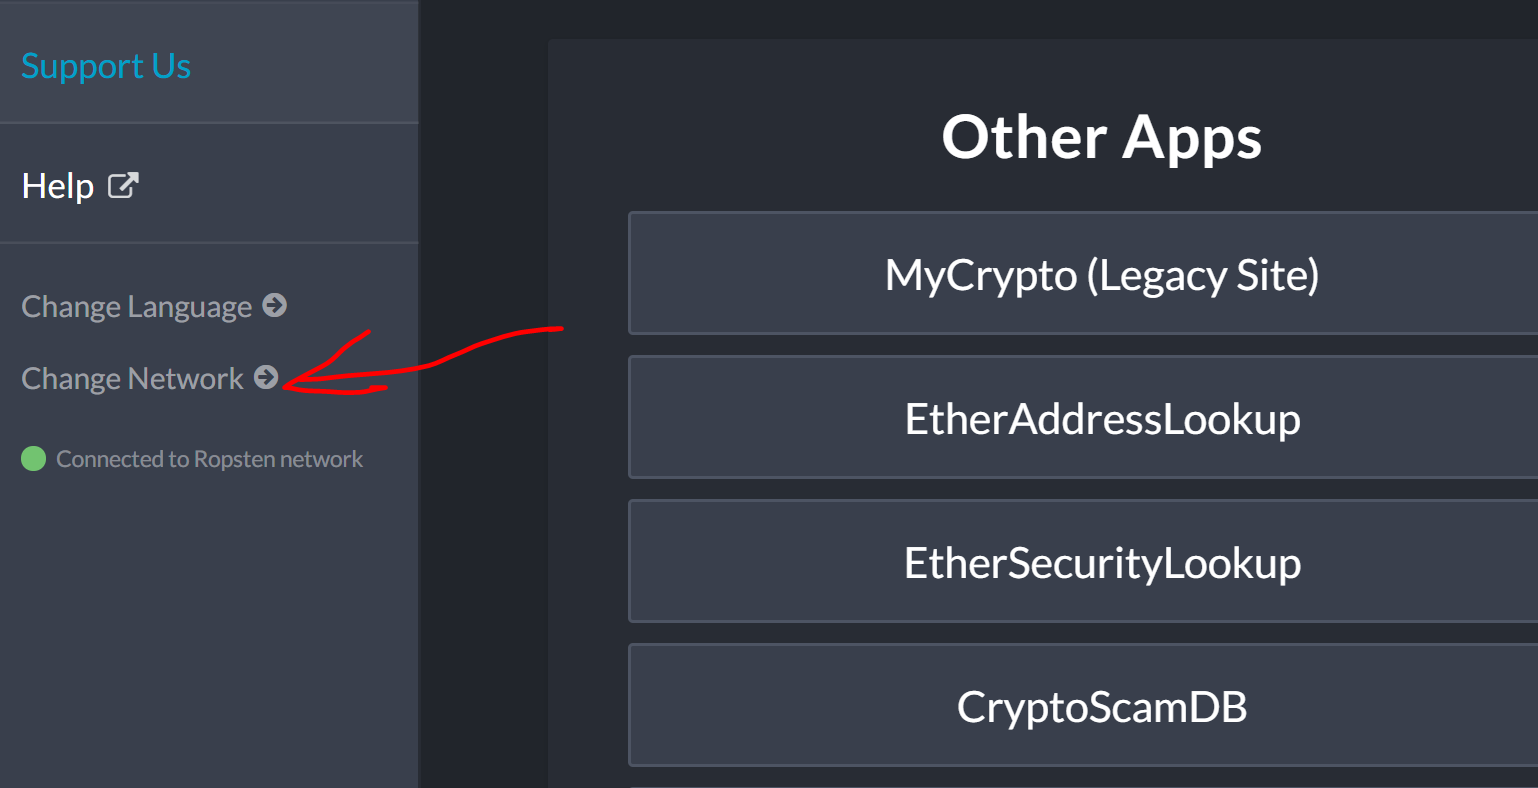 Support Us
Help
Change Language
Change Network
Connected to Ropsten network
Other Apps
MyCrypto (Legacy Site)
EtherAddressLookup
EtherSecurityLookup
CryptoScamDB